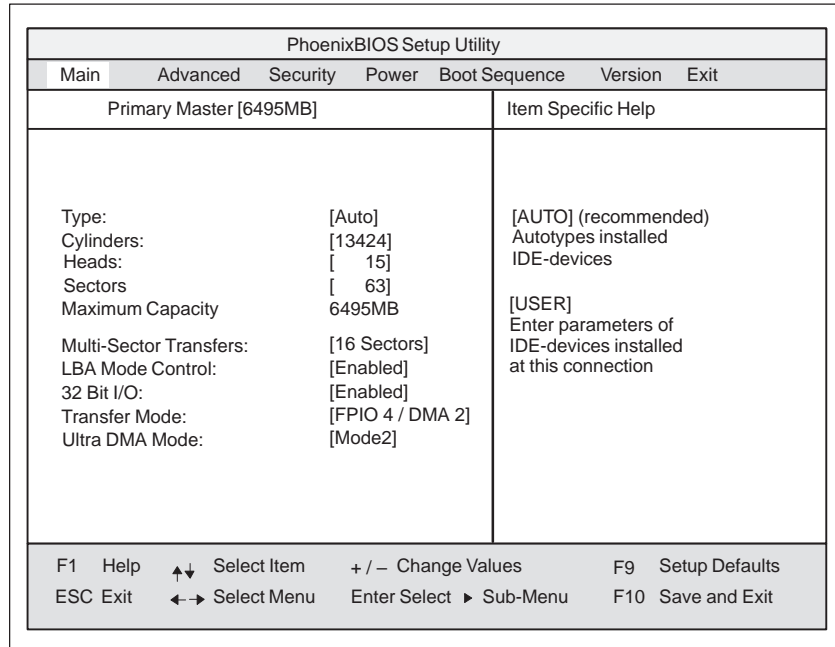 PhoenixBIOS Setup Utility
Main Advanced Security Power Boot Sequence Version Exit
Primary Master [6495MB] Item Specific Help
Type: [Auto]
Cylinders: [13424]
Heads: [ 15]
Sectors [ 63]
Maximum Capacity 6495MB
Multi-Sector Transfers: [16 Sectors]
LBA Mode Control: [Enabled]
32 Bit I/O: [Enabled]
Transfer Mode: [FPIO 4 / DMA 2]
Ultra DMA Mode: [Mode2]
[AUTO] (recommended)
Autotypes installed
IDE-devices
[USER]
Enter parameters of
IDE-devices installed
at this connection
F1 Help Select Item + / – Change Values F9 Setup Defaults
ESC Exit Select Menu Enter Select Sub-Menu F10 Save and Exit